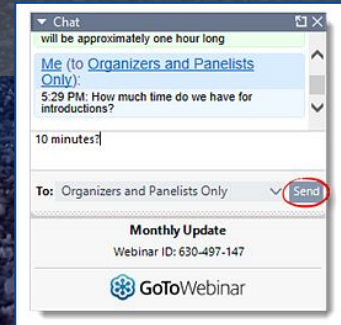 Chat
will be approximately one hour long
Me (to Organizers and Panelists
Only):
5:29 PM: How much time do we have for
introductions?
10 minutes?
To: Organizers and Panelists Only
Send
Monthly Update
Webinar ID: 630-497-147
GoToWebinar